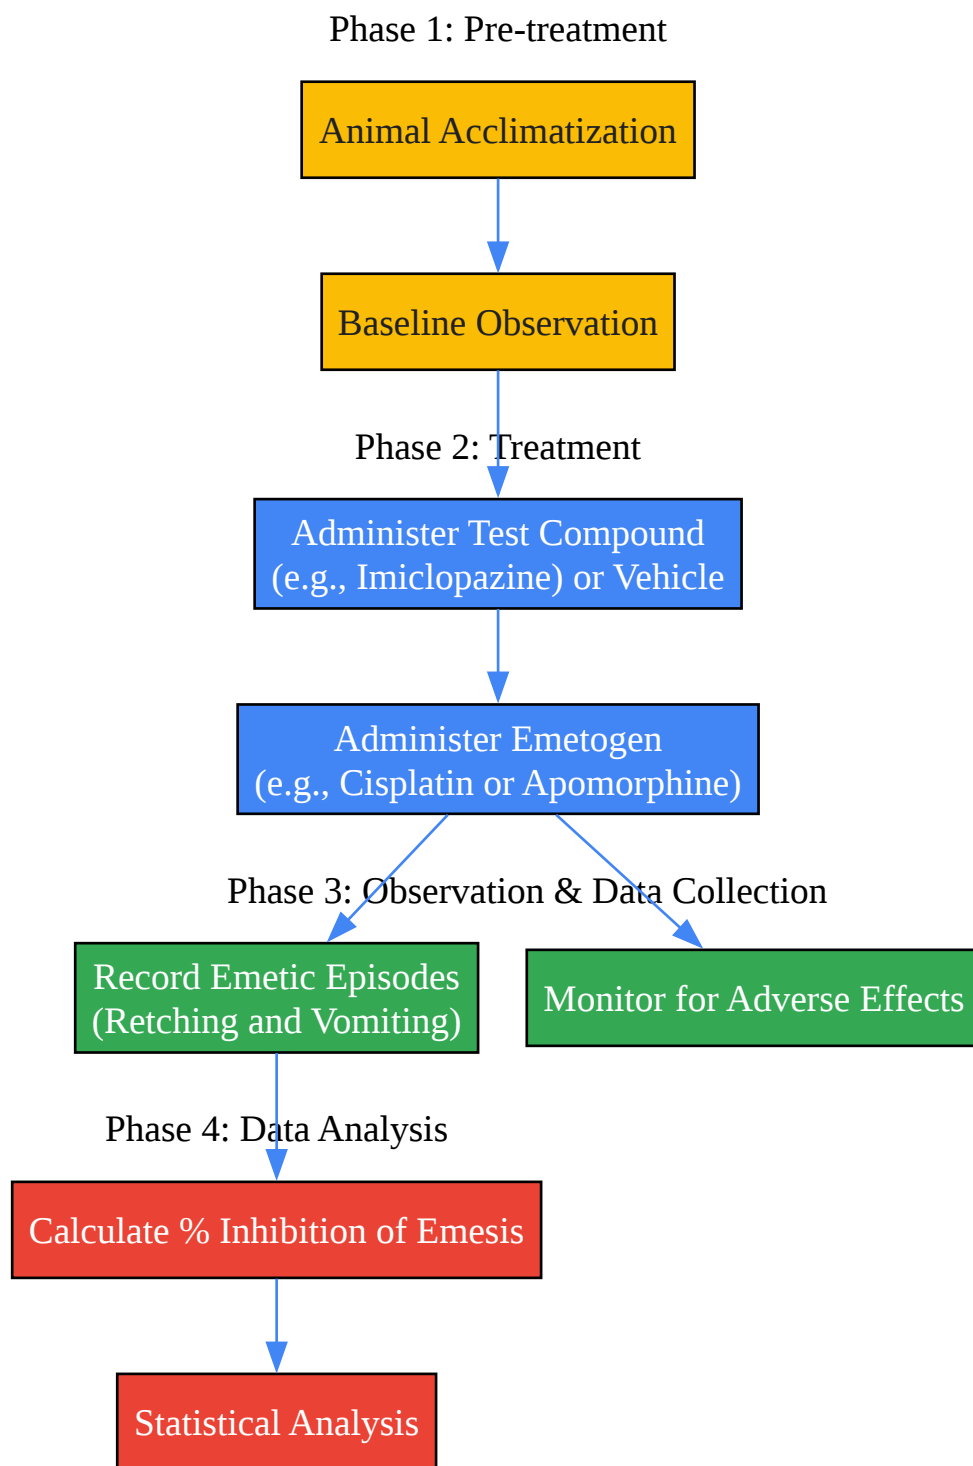 Phase 1: Pre-treatment
Animal Acclimatization
Baseline Observation
Phase 2: Treatment
Administer Test Compound
(e.g., Imiclopazine) or Vehicle
Administer Emetogen
(e.g., Cisplatin or Apomorphine)
Phase 3: Observation & Data Collection
Record Emetic Episodes
(Retching and Vomiting)
Monitor for Adverse Effects
Phase 4: Data Analysis
Calculate % Inhibition of Emesis
Statistical Analysis